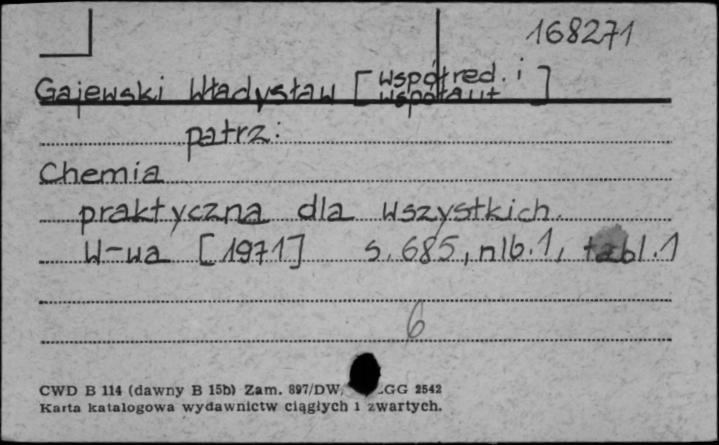 168271
Gajewski Władysław [współred. i
współaut]
patrz:
Chemia
praktyczna dla wszystkich.
W-wa [1971] s. 685, nlb. 1, tabl. 1
6
CWD B 114 (dawny B 15b) Zam. 897/DW, GG 2542
Karta katalogowa wydawnictw ciągłych i zwartych.